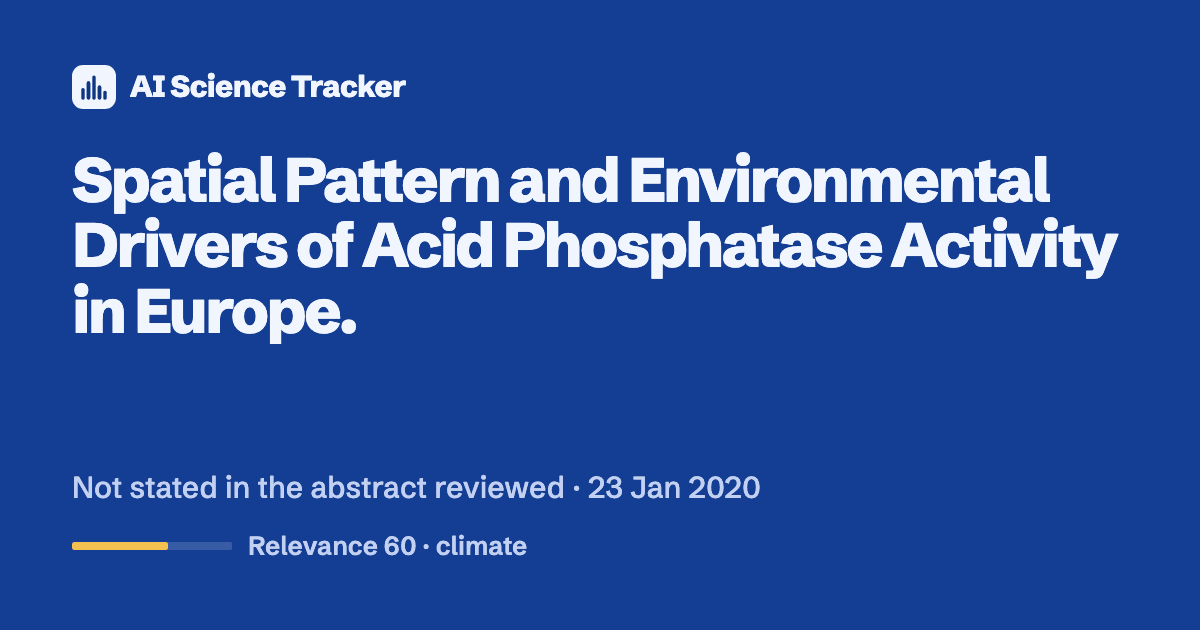 AI Science Tracker
Spatial Pattern and Environmental
Drivers of Acid Phosphatase Activity
in Europe.
Not stated in the abstract reviewed · 23 Jan 2020
Relevance 60 · climate